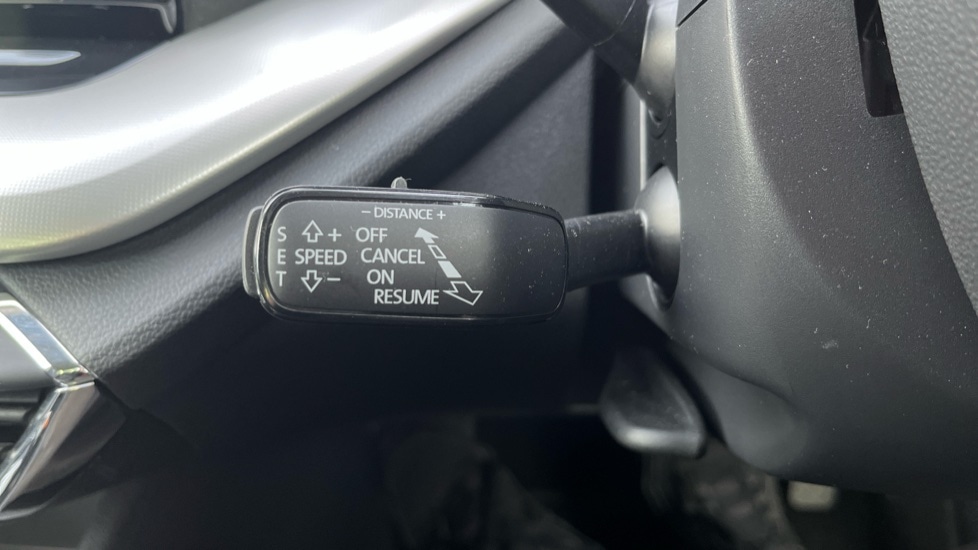 - DISTANCE +
S ⇧ + OFF
E SPEED CANCEL
T ⇩ - ON
RESUME